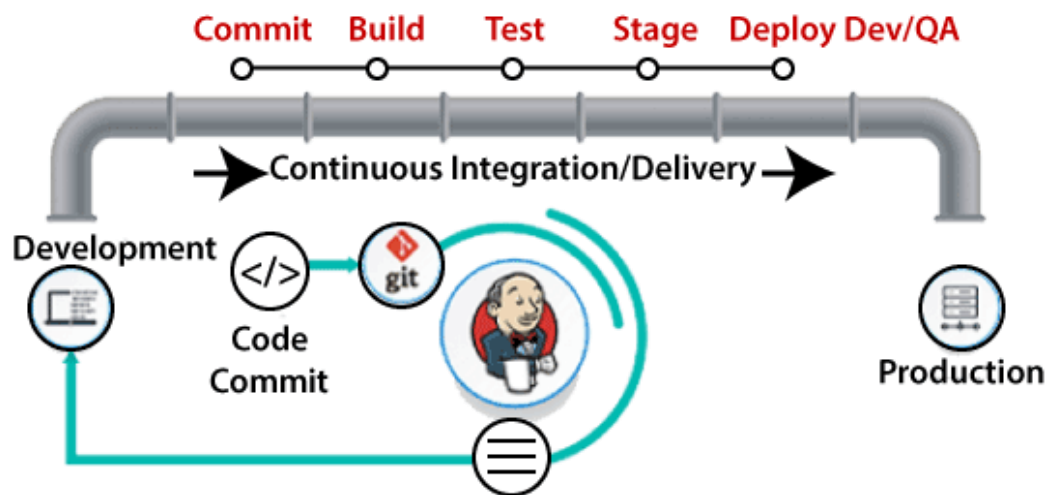 Commit Build Test Stage Deploy Dev/QA
Continuous Integration/Delivery
Development
</>
git
Code
Commit
Production